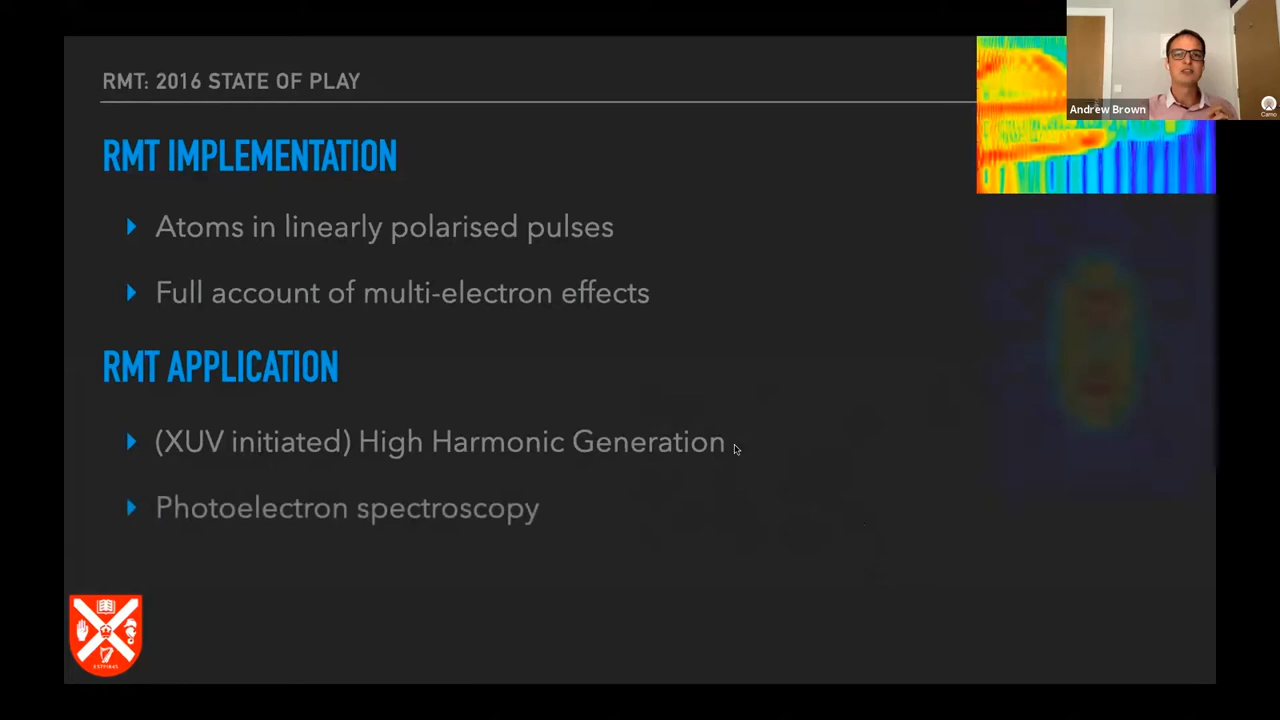 RMT: 2016 STATE OF PLAY
Andrew Brown
Camo
RMT IMPLEMENTATION
Atoms in linearly polarised pulses
Full account of multi-electron effects
RMT APPLICATION
(XUV initiated) High Harmonic Generation
Photoelectron spectroscopy